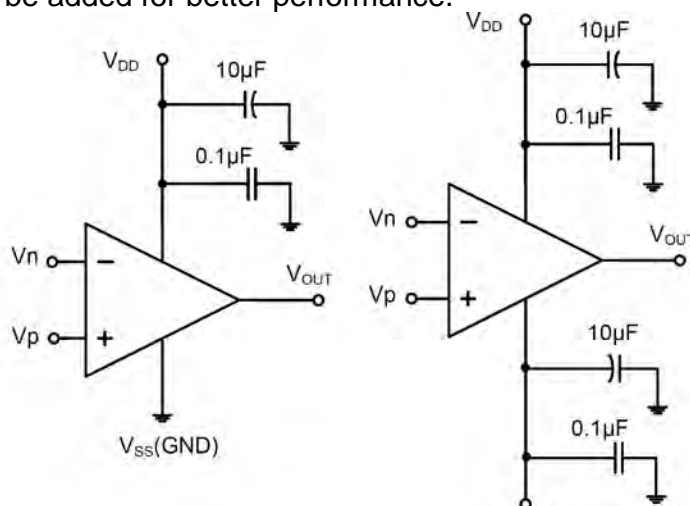 be added for better performance.
VDD
10µF
0.1µF
Vn
−
Vp
+
VOUT
VSS(GND)
VDD
10µF
0.1µF
Vn
−
Vp
+
VOUT
10µF
0.1µF